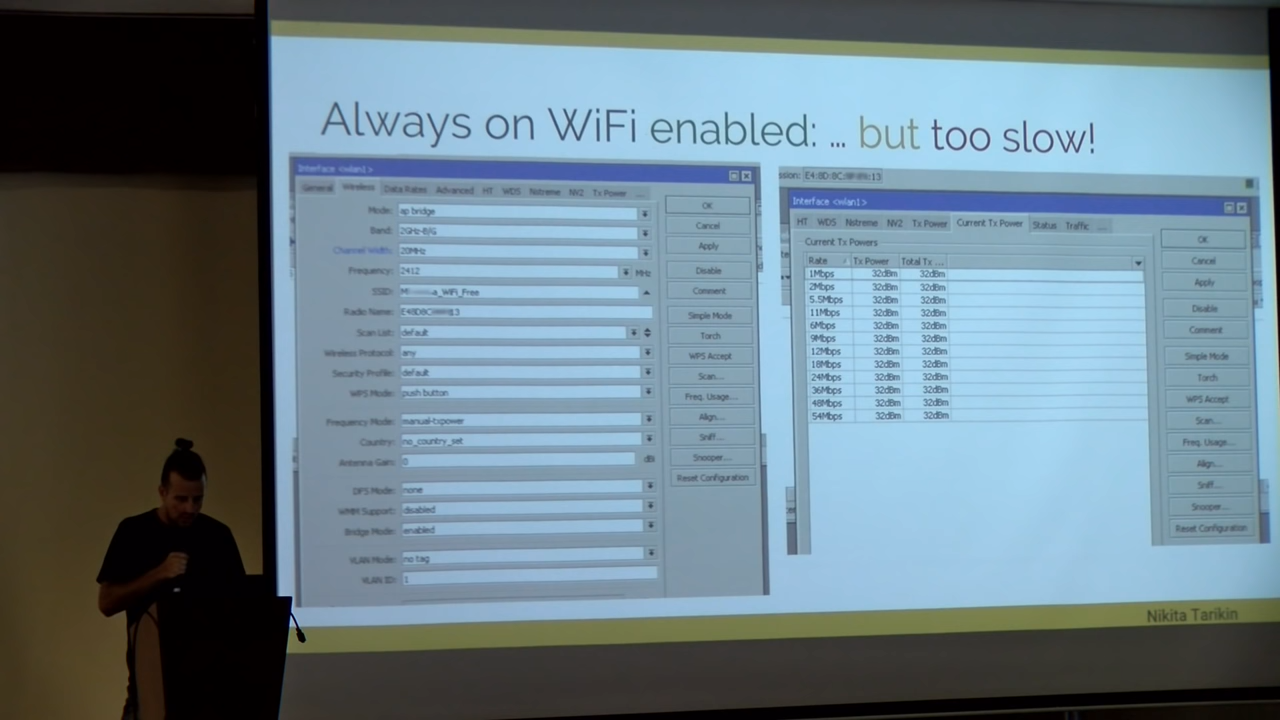 Always on WiFi enabled: ... but too slow!
Interface <wlan1>
General Wireless Data Rates Advanced HT WDS Nstreme NV2 Tx Power ...
Mode: ap bridge
Band: 2GHz-B/G
Channel Width: 20MHz
Frequency: 2412 MHz
SSID: M a_WiFi_Free
Radio Name: E48D8C 13
Scan List: default
Wireless Protocol: any
Security Profile: default
WPS Mode: push button
Frequency Mode: manual-txpower
Country: no_country_set
Antenna Gain: 0 dBi
DFS Mode: none
WMM Support: disabled
Bridge Mode: enabled
VLAN Mode: no tag
VLAN ID: 1
OK
Cancel
Apply
Disable
Comment
Simple Mode
Torch
WPS Accept
Scan...
Freq. Usage...
Align...
Sniff...
Snooper...
Reset Configuration
ssion: E4:8D:8C: :13
Interface <wlan1>
HT WDS Nstreme NV2 Tx Power Current Tx Power Status Traffic ...
Current Tx Powers
Rate Tx Power Total Tx ...
1Mbps 32dBm 32dBm
2Mbps 32dBm 32dBm
5.5Mbps 32dBm 32dBm
11Mbps 32dBm 32dBm
6Mbps 32dBm 32dBm
9Mbps 32dBm 32dBm
12Mbps 32dBm 32dBm
18Mbps 32dBm 32dBm
24Mbps 32dBm 32dBm
36Mbps 32dBm 32dBm
48Mbps 32dBm 32dBm
54Mbps 32dBm 32dBm
OK
Cancel
Apply
Disable
Comment
Simple Mode
Torch
WPS Accept
Scan...
Freq. Usage...
Align...
Sniff...
Snooper...
Reset Configuration
Nikita Tarikin